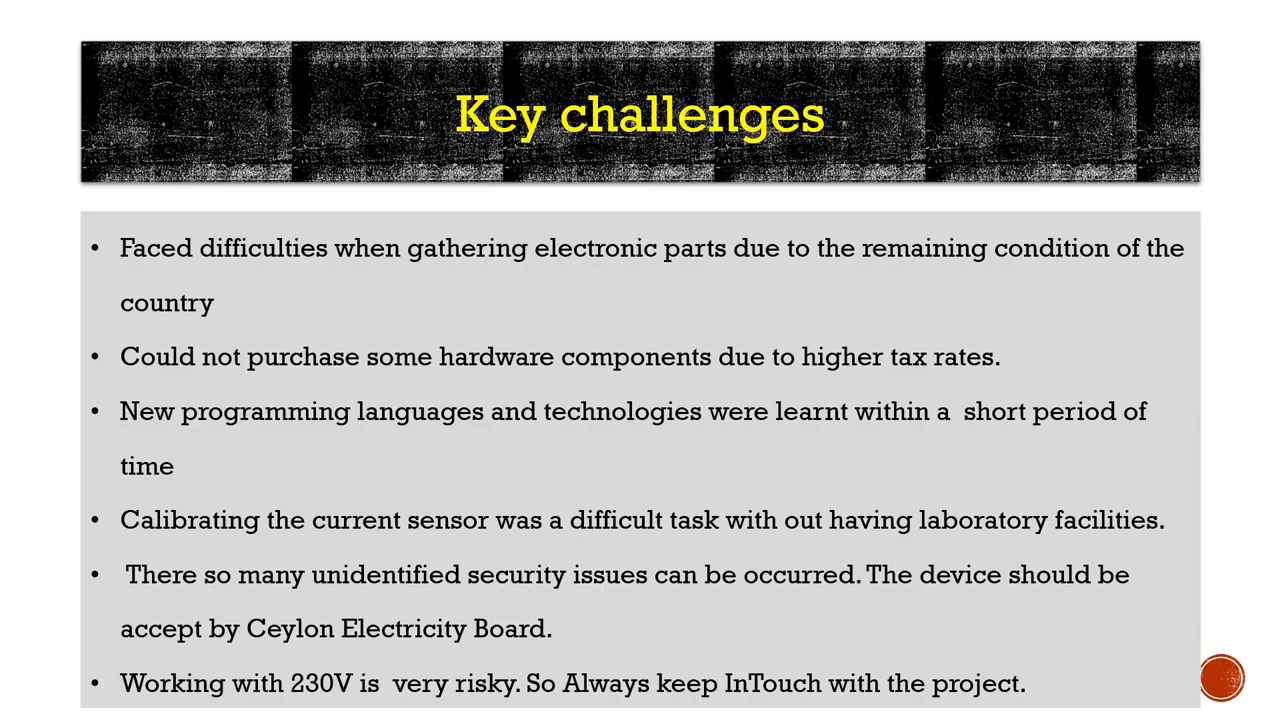 Key challenges
• Faced difficulties when gathering electronic parts due to the remaining condition of the
country
• Could not purchase some hardware components due to higher tax rates.
• New programming languages and technologies were learnt within a  short period of
time
• Calibrating the current sensor was a difficult task with out having laboratory facilities.
•  There so many unidentified security issues can be occurred. The device should be
accept by Ceylon Electricity Board.
• Working with 230V is  very risky. So Always keep InTouch with the project.